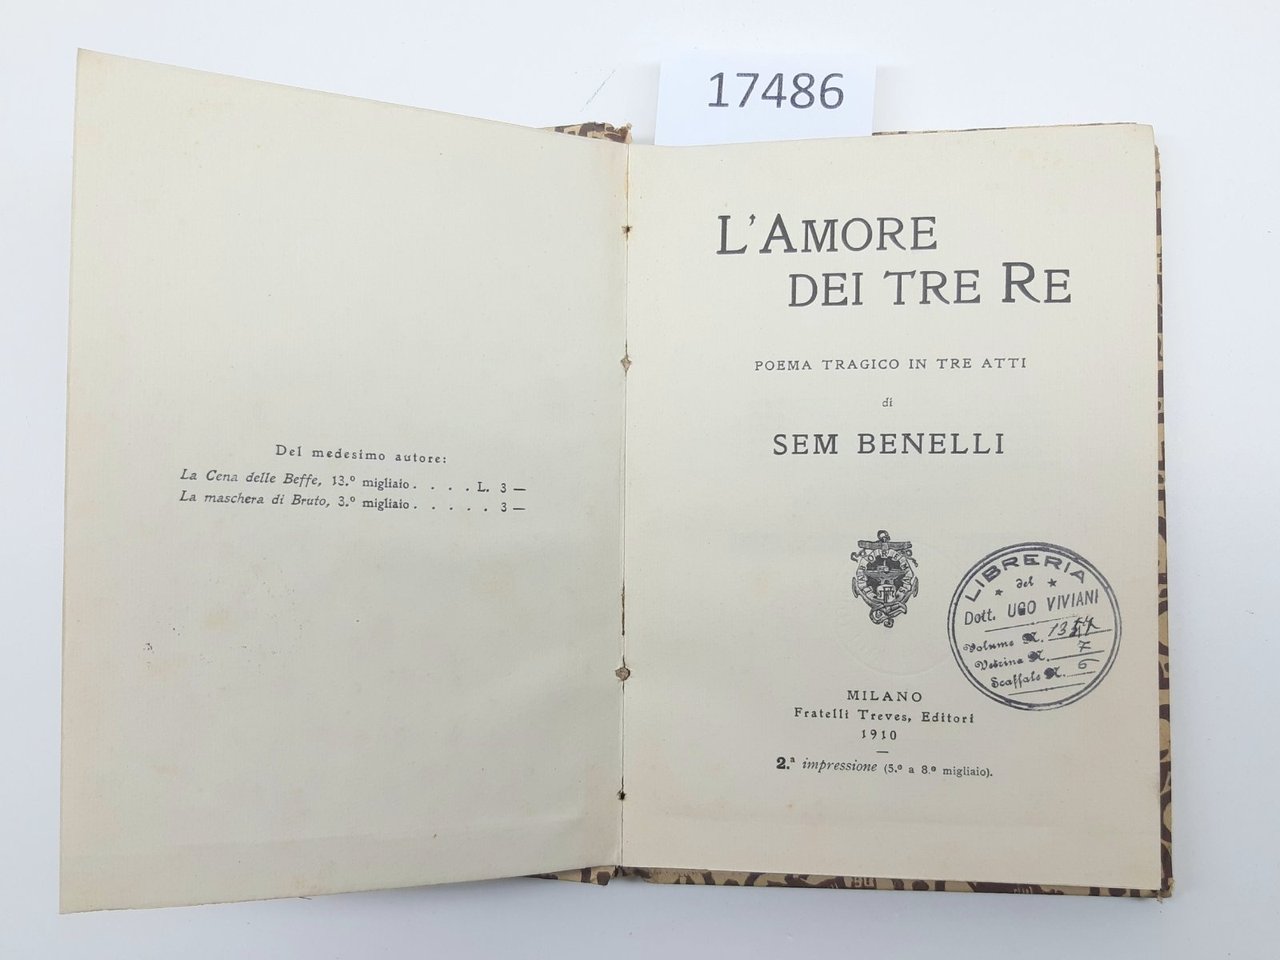 17486
Del medesimo autore:
La Cena delle Beffe, 13.º migliaio . . . . L. 3 —
La maschera di Bruto, 3.º migliaio . . . . . 3 —
L'AMORE
DEI TRE RE
POEMA TRAGICO IN TRE ATTI
di
SEM BENELLI
LIBRERIA
del
Dott. UGO VIVIANI
Volume N.
Vetrina N. 7
Scaffale N. 6
MILANO
Fratelli Treves, Editori
1910
2.ª impressione (5.º a 8.º migliaio).